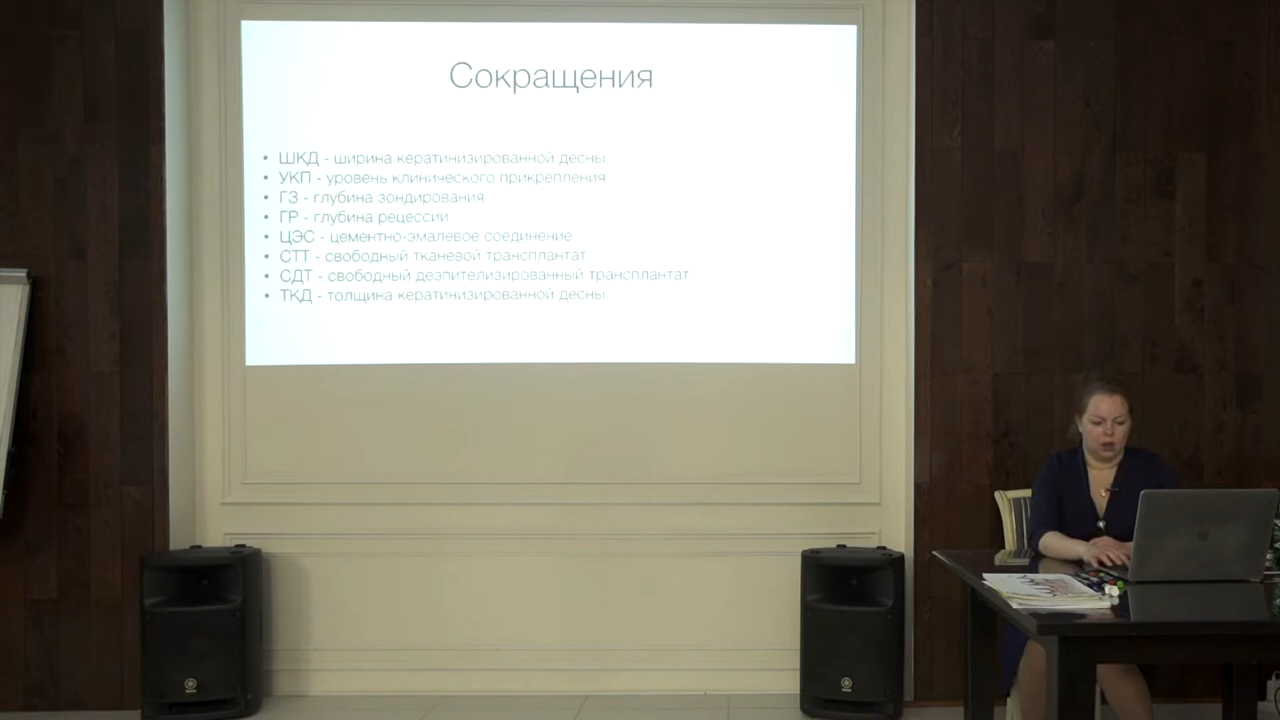 Сокращения
• ШКД - ширина кератинизированной десны
• УКП - уровень клинического прикрепления
• ГЗ - глубина зондирования
• ГР - глубина рецессии
• ЦЭС - цементно-эмалевое соединение
• СТТ - свободный тканевой трансплантат
• СДТ - свободный деэпителизированный трансплантат
• ТКД - толщина кератинизированной десны